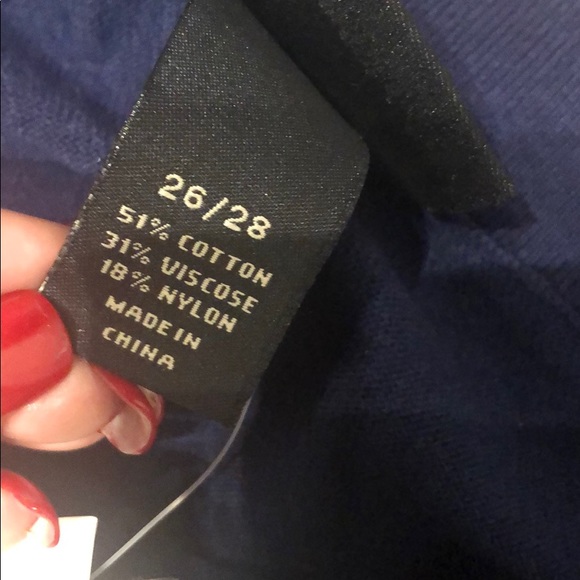 26/28
51% COTTON
31% VISCOSE
18% NYLON
MADE IN
CHINA